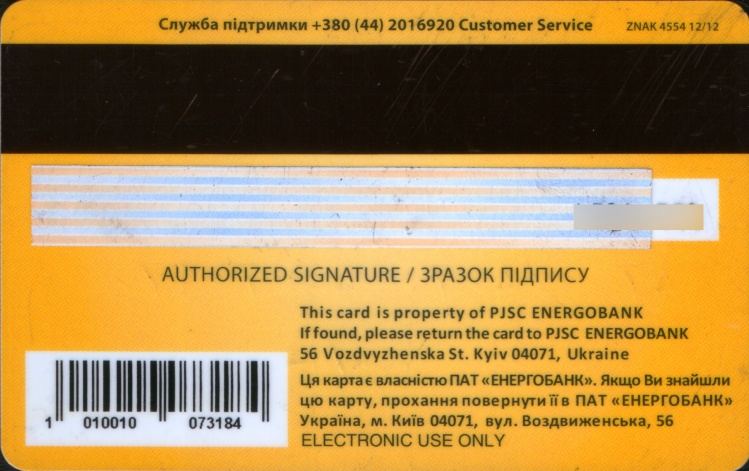 Служба підтримки +380 (44) 2016920 Customer Service
ZNAK 4554 12/12
AUTHORIZED SIGNATURE / ЗРАЗОК ПІДПИСУ
This card is property of PJSC ENERGOBANK
If found, please return the card to PJSC ENERGOBANK
56 Vozdvyzhenska St. Kyiv 04071, Ukraine
Ця карта є власністю ПАТ «ЕНЕРГОБАНК». Якщо Ви знайшли
цю карту, прохання повернути її в ПАТ «ЕНЕРГОБАНК»
Україна, м. Київ 04071, вул. Воздвиженська, 56
ELECTRONIC USE ONLY
1 010010 073184